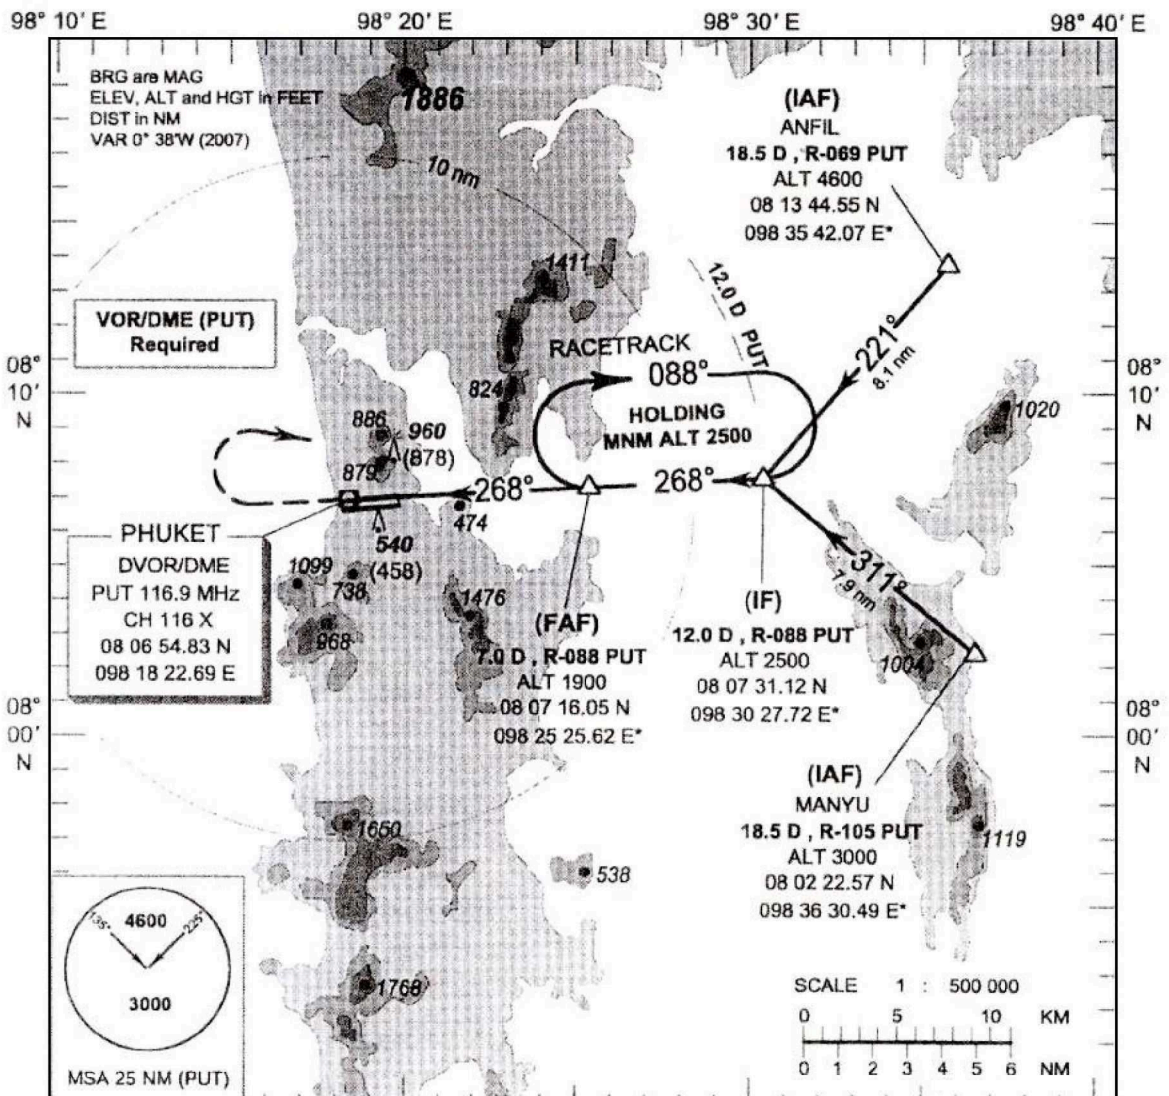 98° 10' E
98° 20' E
98° 30' E
98° 40' E
BRG are MAG
ELEV, ALT and HGT in FEET
DIST in NM
VAR 0° 38'W (2007)
1886
10 nm
(IAF)
ANFIL
18.5 D , R-069 PUT
ALT 4600
08 13 44.55 N
098 35 42.07 E*
1411
12.0 D PUT
VOR/DME (PUT)
Required
221°
8.1 nm
08°
10'
N
08°
10'
N
RACETRACK
088°
824
HOLDING
MNM ALT 2500
1020
886
960
(878)
879
268°
268°
474
PHUKET
DVOR/DME
PUT 116.9 MHz
CH 116 X
08 06 54.83 N
098 18 22.69 E
540
(458)
1099
738
968
1476
311°
7.9 nm
1004
(FAF)
7.0 D , R-088 PUT
ALT 1900
08 07 16.05 N
098 25 25.62 E*
(IF)
12.0 D , R-088 PUT
ALT 2500
08 07 31.12 N
098 30 27.72 E*
08°
00'
N
08°
00'
N
(IAF)
MANYU
18.5 D , R-105 PUT
ALT 3000
08 02 22.57 N
098 36 30.49 E*
1119
1650
538
1768
135°
4600
225°
3000
MSA 25 NM (PUT)
SCALE 1 : 500 000
0 5 10 KM
0 1 2 3 4 5 6 NM